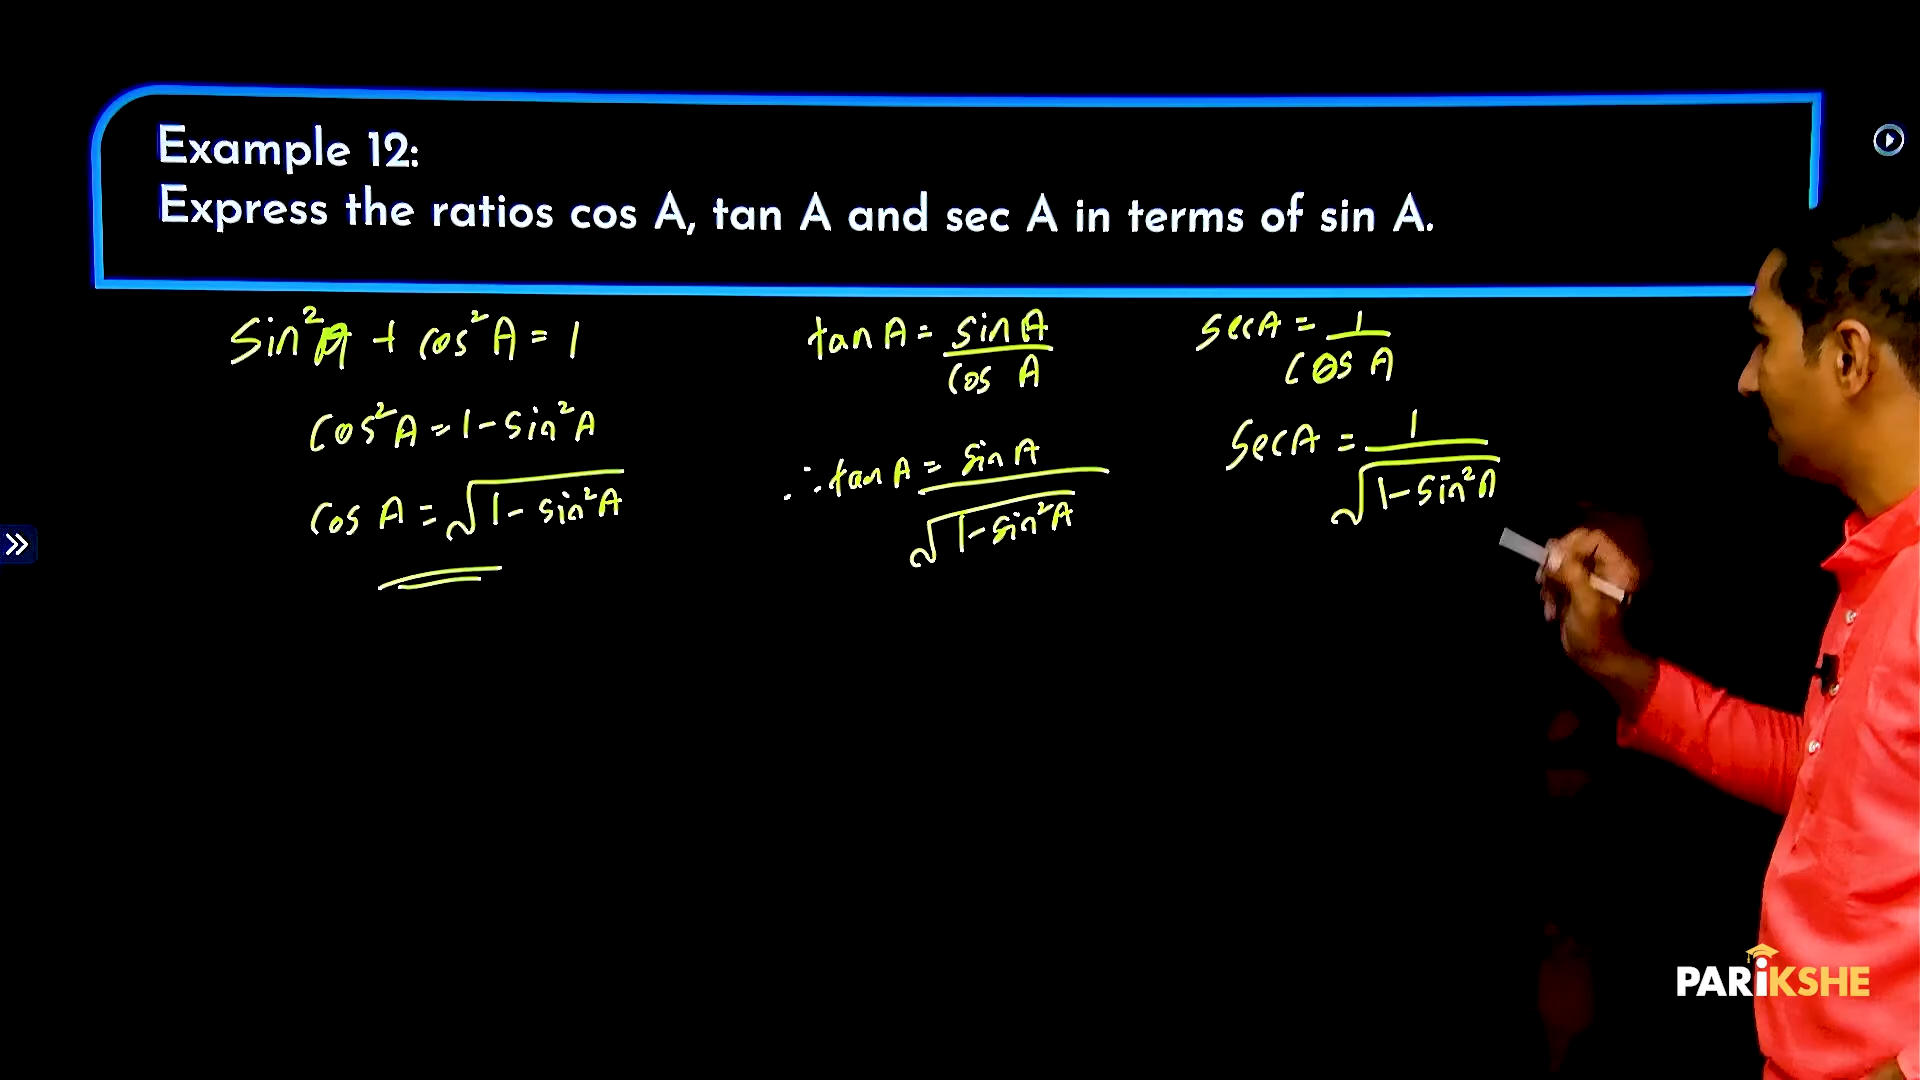 Example 12:
Express the ratios cos A, tan A and sec A in terms of sin A.
sin²A + cos²A = 1
cos²A = 1 - sin²A
cos A = √(1 - sin²A)
tan A = sin A / cos A
∴ tan A = sin A / √(1 - sin²A)
sec A = 1 / cos A
sec A = 1 / √(1 - sin²A)
PARiKSHE